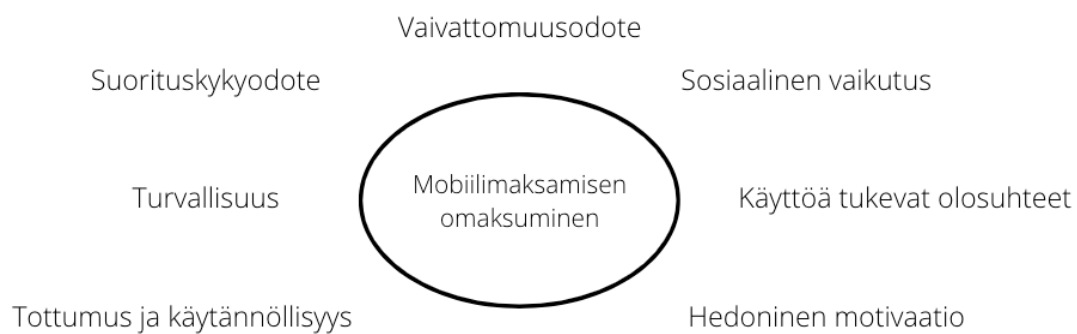 Vaivattomuusodote
Suorituskykyodote
Sosiaalinen vaikutus
Mobiilimaksamisen
omaksuminen
Turvallisuus
Käyttöä tukevat olosuhteet
Tottumus ja käytännöllisyys
Hedoninen motivaatio